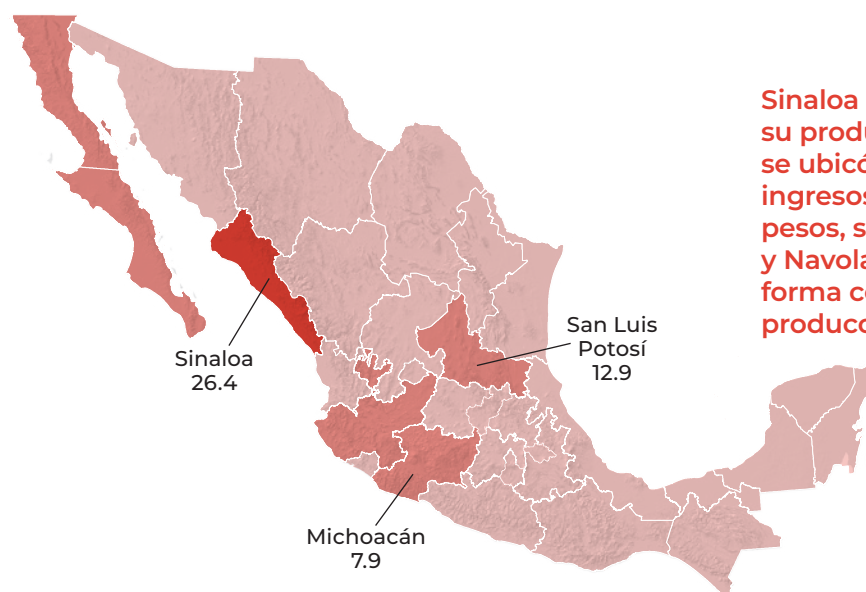 Sinaloa
su produ
se ubicó
ingresos
pesos, s
y Navola
forma co
producc
San Luis
Potosí
12.9
Sinaloa
26.4
Michoacán
7.9